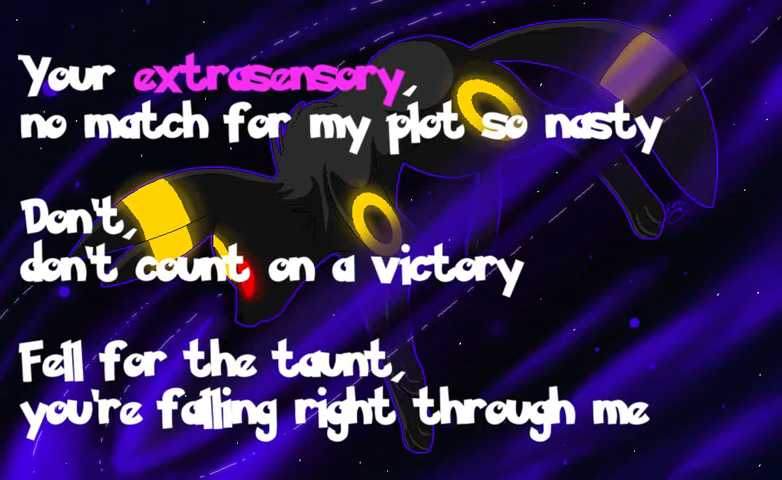 Your extrasensory,
no match for my plot so nasty
Don't,
don't count on a victory
Fell for the taunt,
you're falling right through me